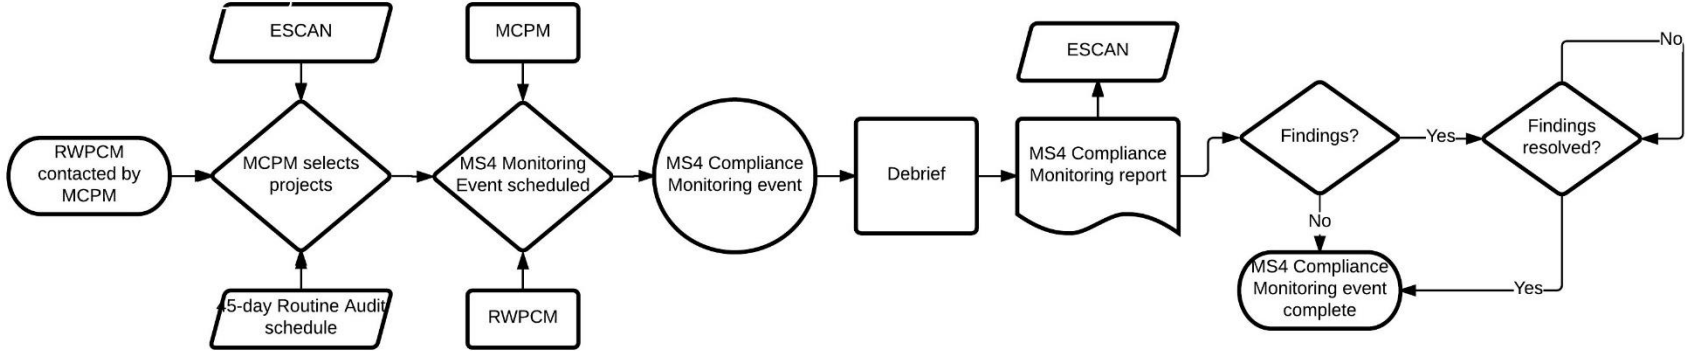 ESCAN
MCPM
ESCAN
No
RWPCM
contacted by
MCPM
MCPM selects
projects
MS4 Monitoring
Event scheduled
MS4 Compliance
Monitoring event
Debrief
MS4 Compliance
Monitoring report
Findings?
Yes
Findings
resolved?
No
45-day Routine Audit
schedule
RWPCM
MS4 Compliance
Monitoring event
complete
Yes